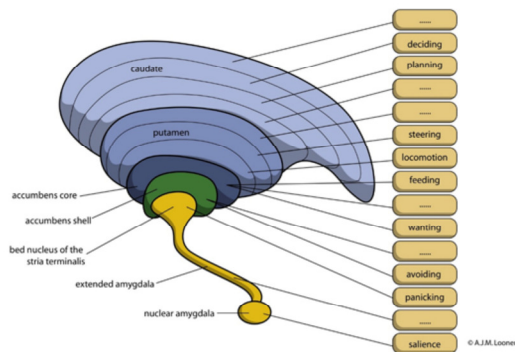 ......
deciding
caudate
planning
......
......
putamen
steering
locomotion
feeding
accumbens core
......
wanting
accumbens shell
......
bed nucleus of the
stria terminalis
avoiding
extended amygdala
panicking
nuclear amygdala
......
salience
© A.J.M. Loonen